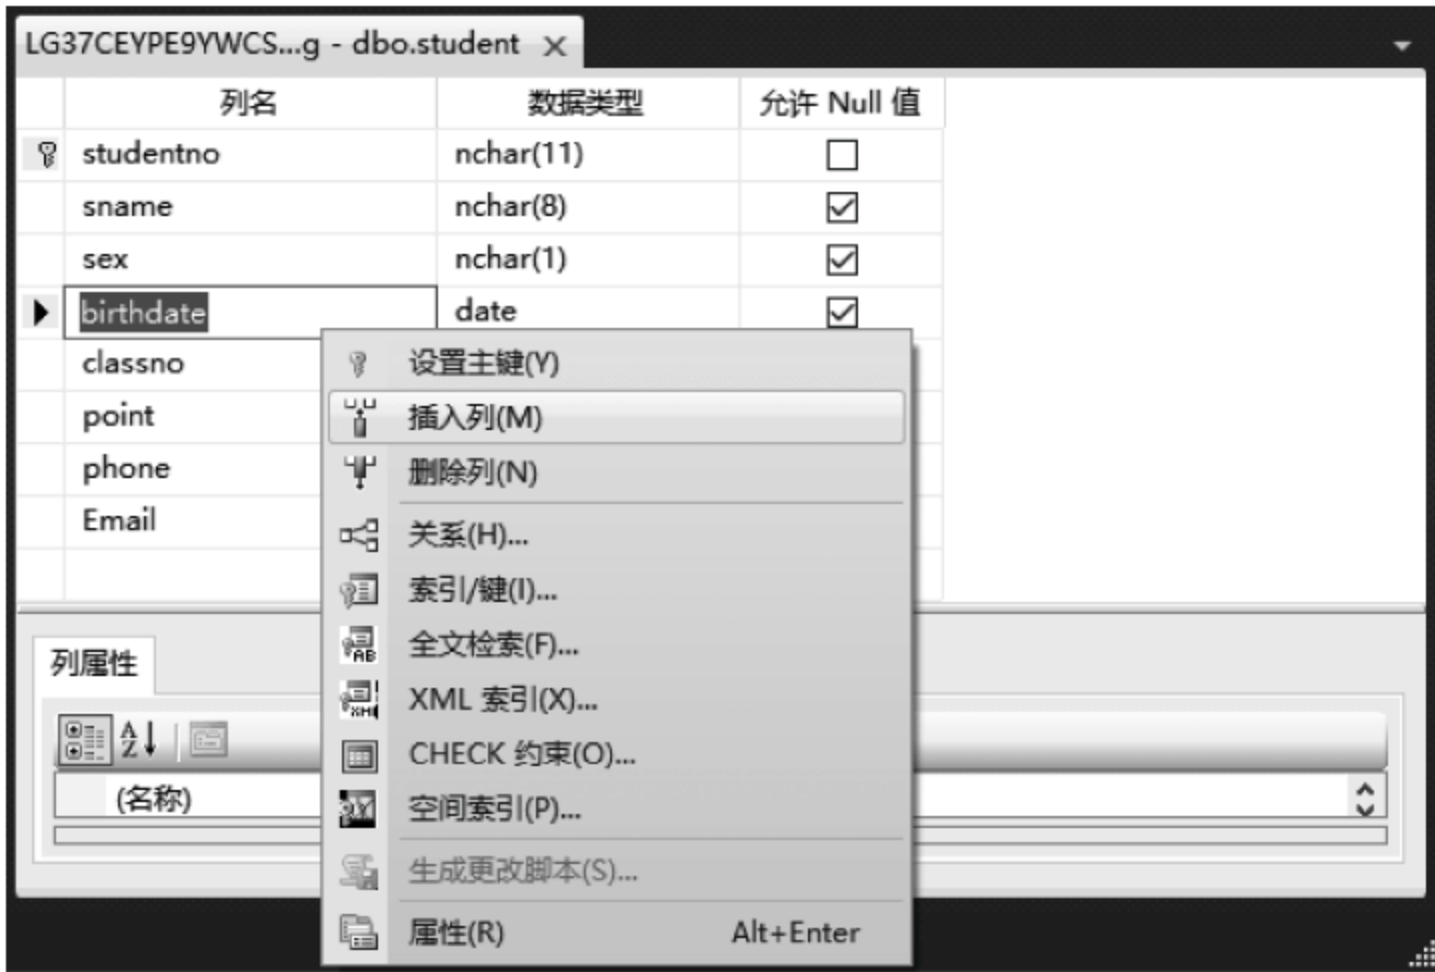 LG37CEYPE9YWCS...g - dbo.student
列名 数据类型 允许 Null 值
studentno nchar(11)
sname nchar(8)
sex nchar(1)
birthdate date
classno
point
phone
Email
设置主键(Y)
插入列(M)
删除列(N)
关系(H)...
索引/键(I)...
全文检索(F)...
XML 索引(X)...
CHECK 约束(O)...
空间索引(P)...
生成更改脚本(S)...
属性(R) Alt+Enter
列属性
(名称)